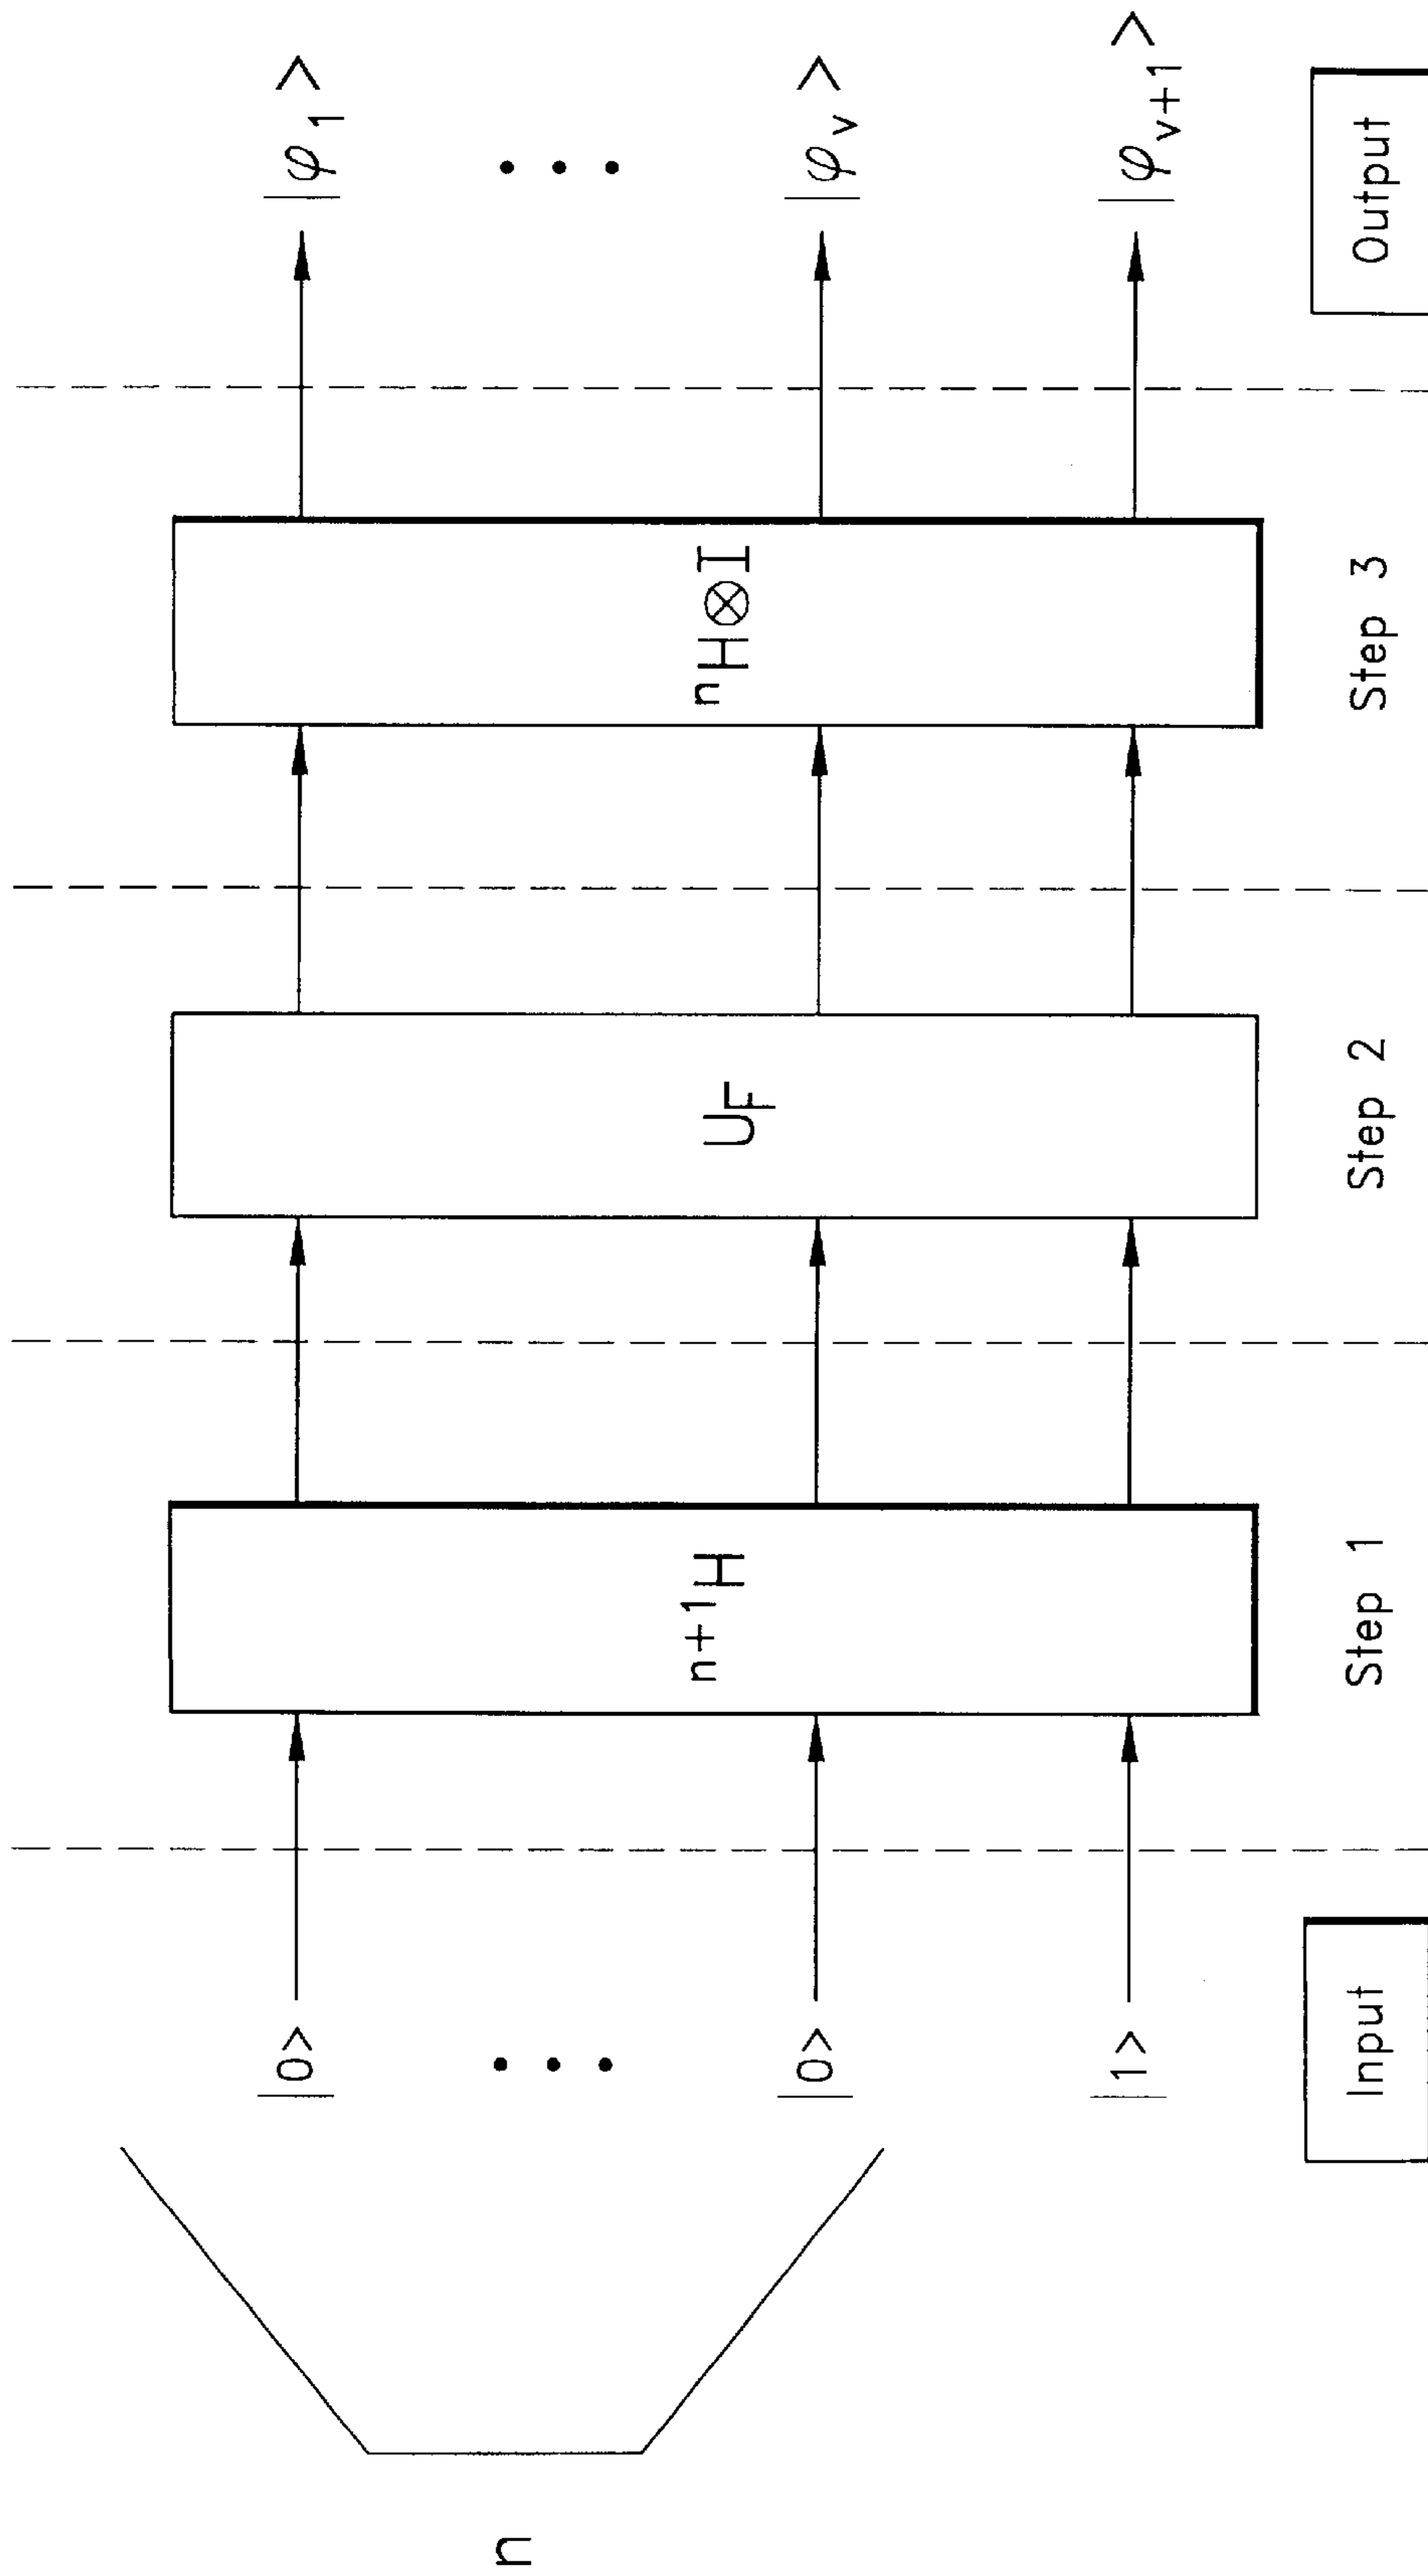 n
|0>
|0>
|1>
n+1H
UF
nH⊗I
|φ1>
|φv>
|φv+1>
Input
Step 1
Step 2
Step 3
Output